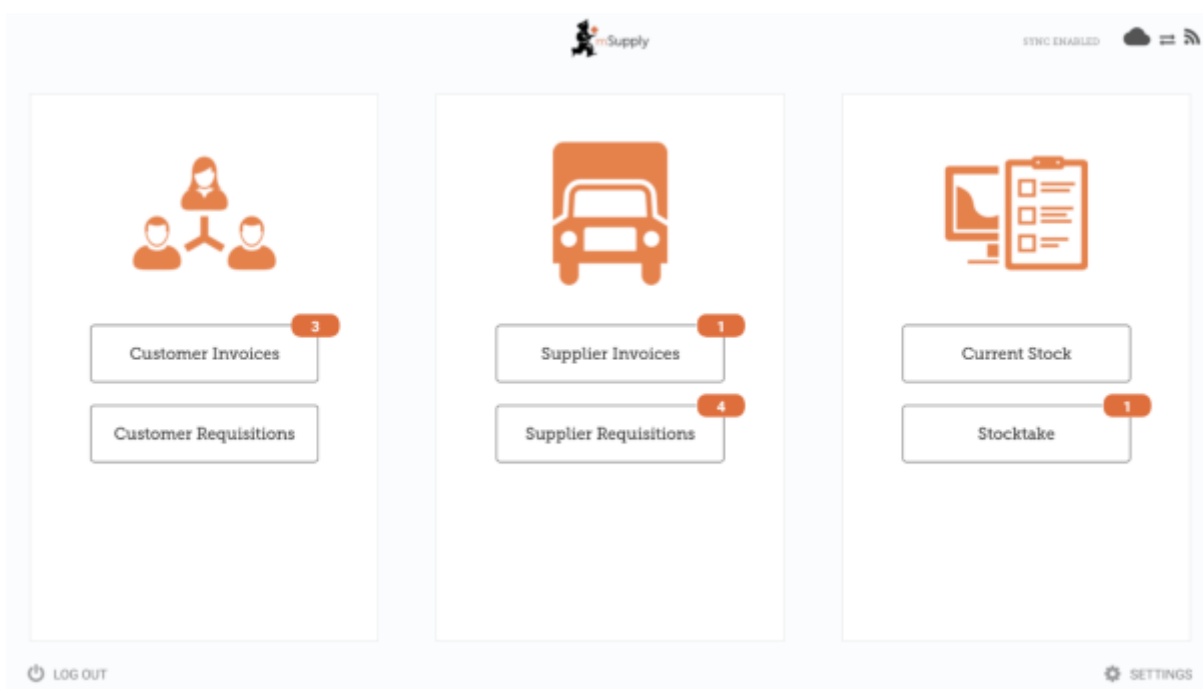 mSupply
SYNC ENABLED
3
Customer Invoices
Customer Requisitions
1
Supplier Invoices
4
Supplier Requisitions
Current Stock
1
Stocktake
LOG OUT
SETTINGS